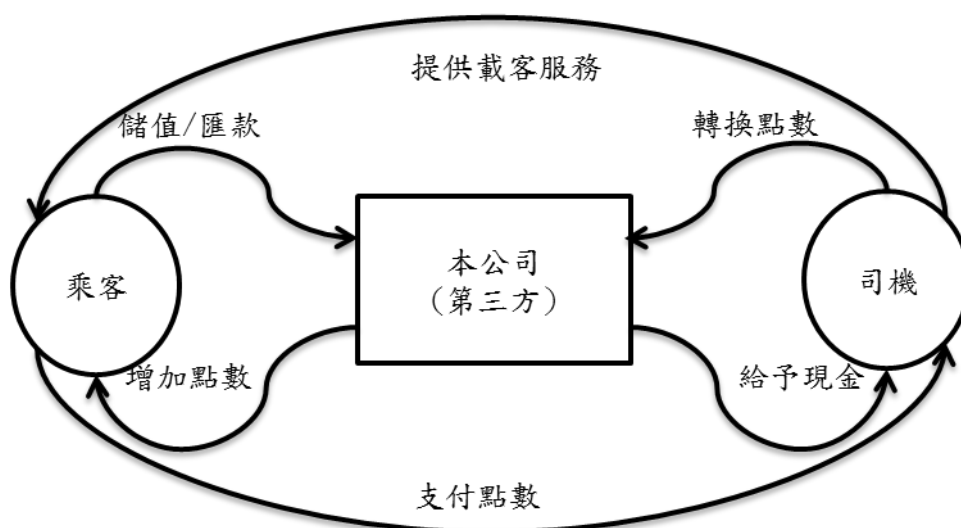 提供載客服務
儲值/匯款
轉換點數
乘客
本公司
(第三方)
司機
增加點數
給予現金
支付點數